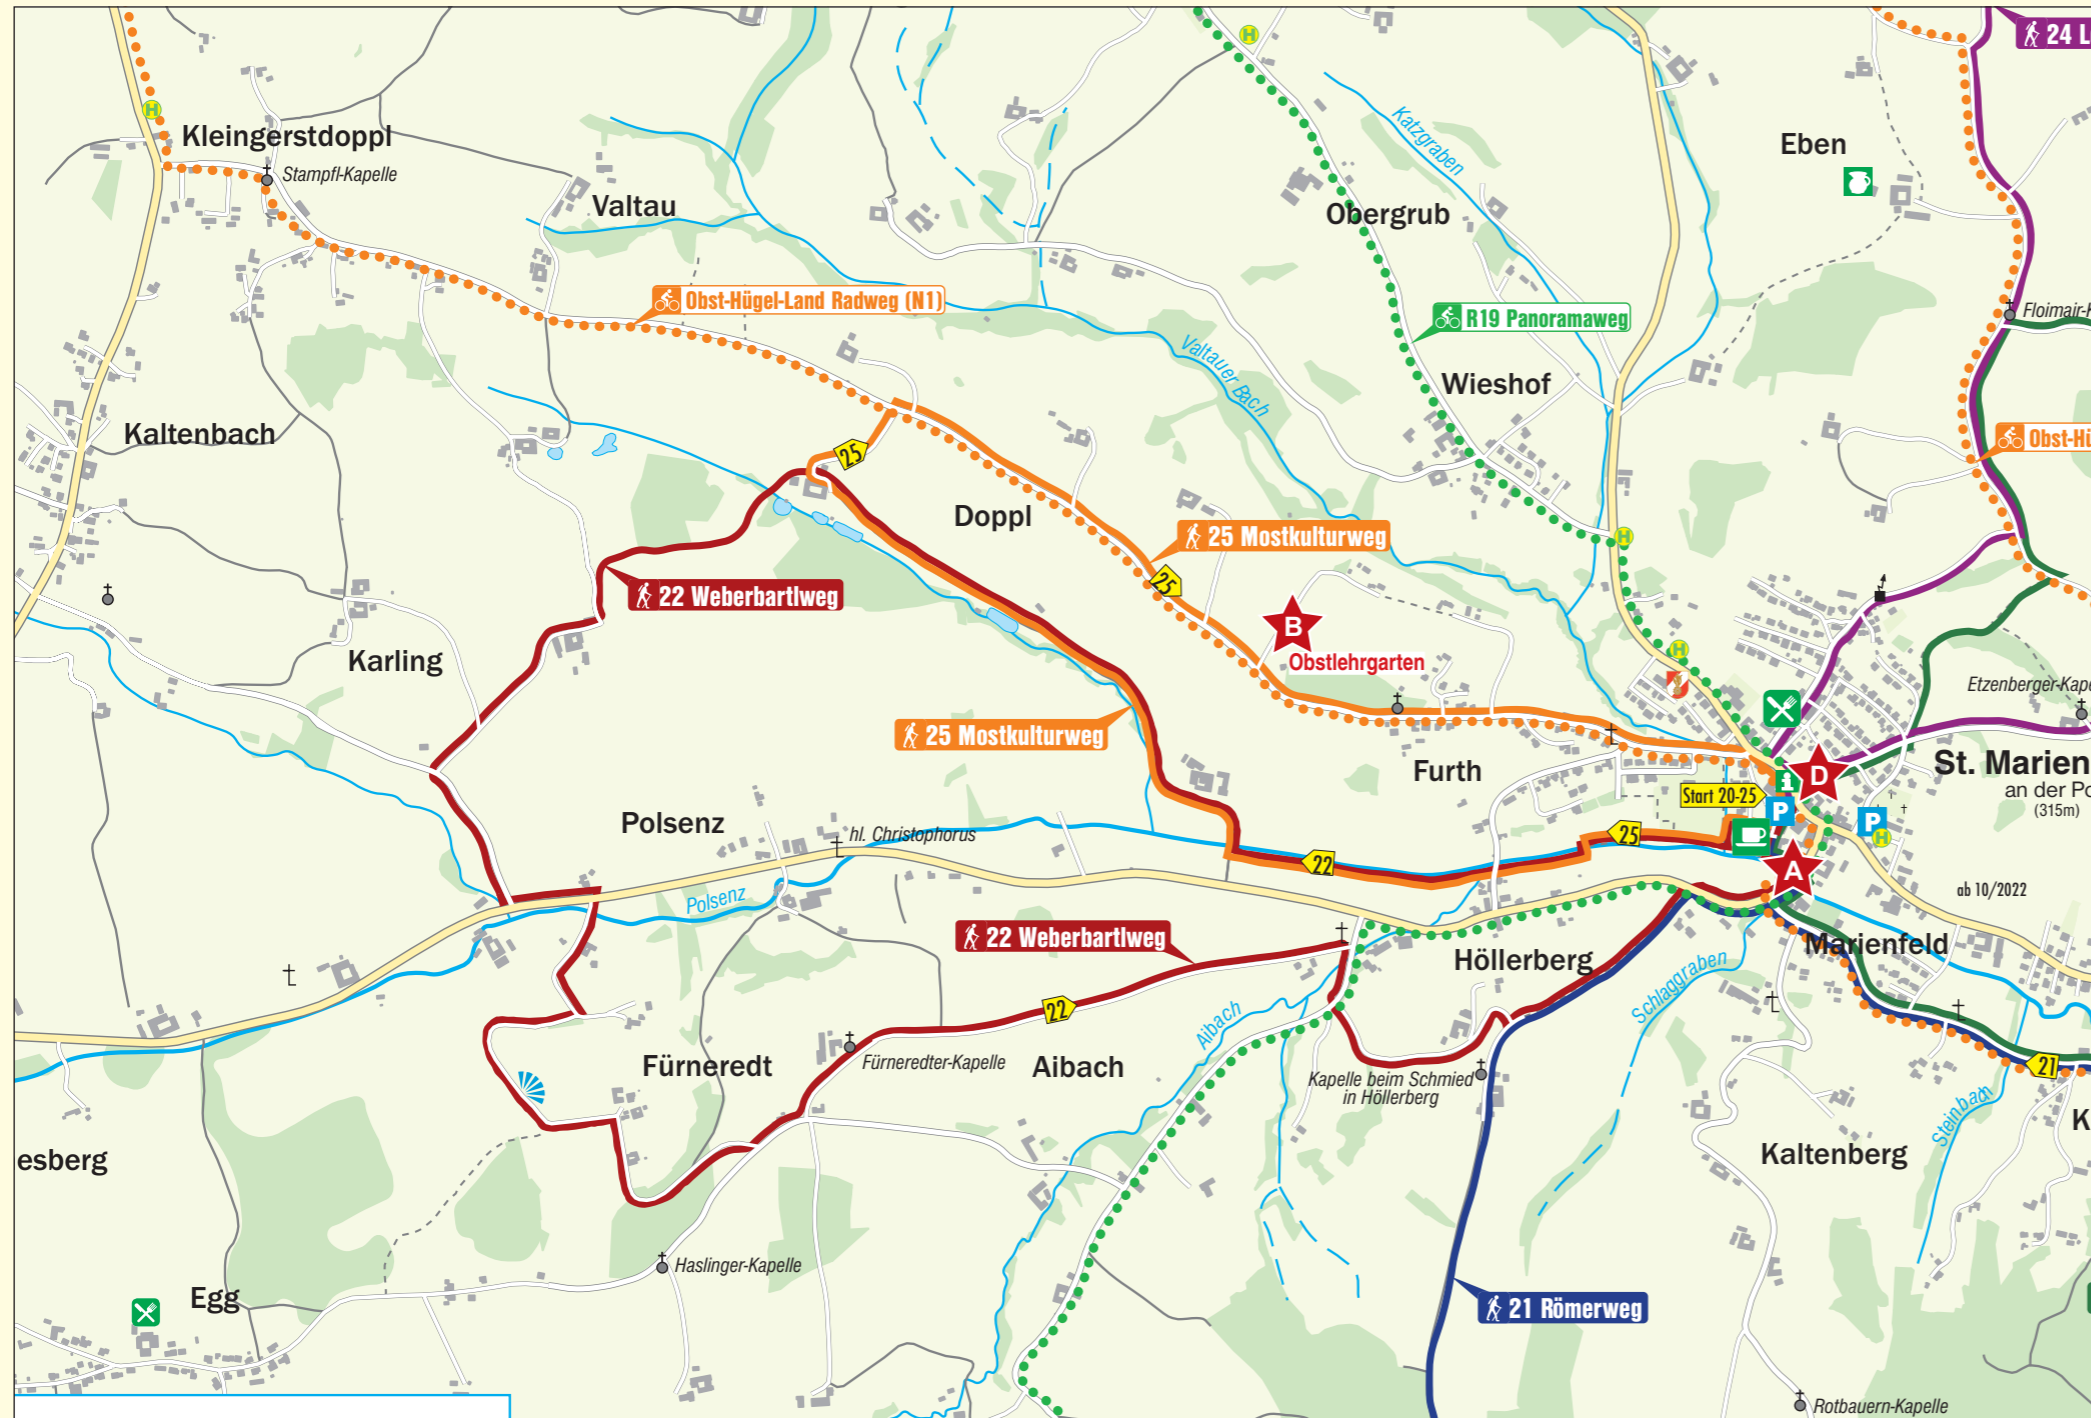 24 L
H
H
Kleingerstdoppl
Stampfl-Kapelle
Katzgraben
Eben
Valtau
Obergrub
Obst-Hügel-Land Radweg (N1)
R19 Panoramaweg
Floimair-K
Valtauer Bach
Wieshof
Kaltenbach
25
Obst-Hü
Doppl
25 Mostkulturweg
H
25
22 Weberbartlweg
B
Obstlehrgarten
H
Karling
Etzenberger-Kape
25 Mostkulturweg
Furth
D
St. Marien
an der Po
(315m)
i
Start 20-25
P
P
H
Polsenz
hl. Christophorus
25
22
A
ab 10/2022
Polsenz
22 Weberbartlweg
Höllerberg
Marienfeld
Schlaggraben
22
Aibach
Fürneredt
Fürneredter-Kapelle
Aibach
Kapelle beim Schmied
in Höllerberg
21
Steinbach
K
esberg
Kaltenberg
Haslinger-Kapelle
Egg
21 Römerweg
Rotbauern-Kapelle